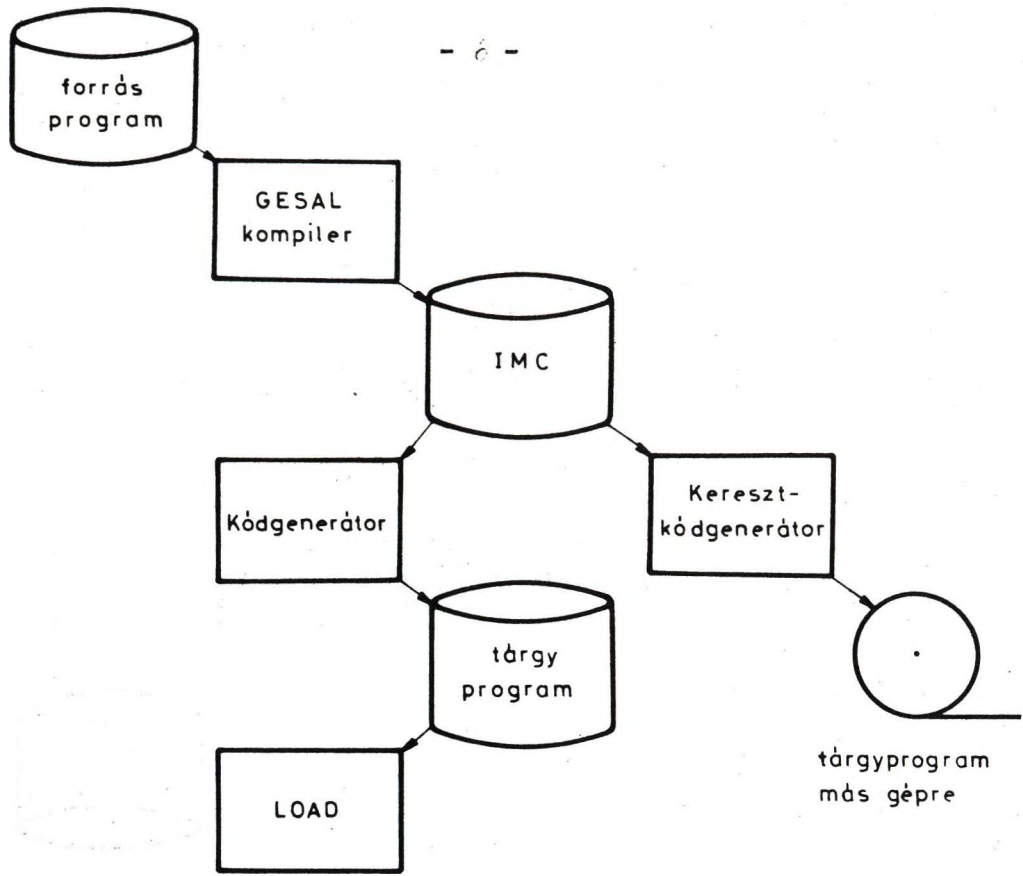 - 6 -
forrás
program
GESAL
kompiler
IMC
Kódgenerátor
Kereszt-
kódgenerátor
tárgy
program
LOAD
tárgyprogram
más gépre